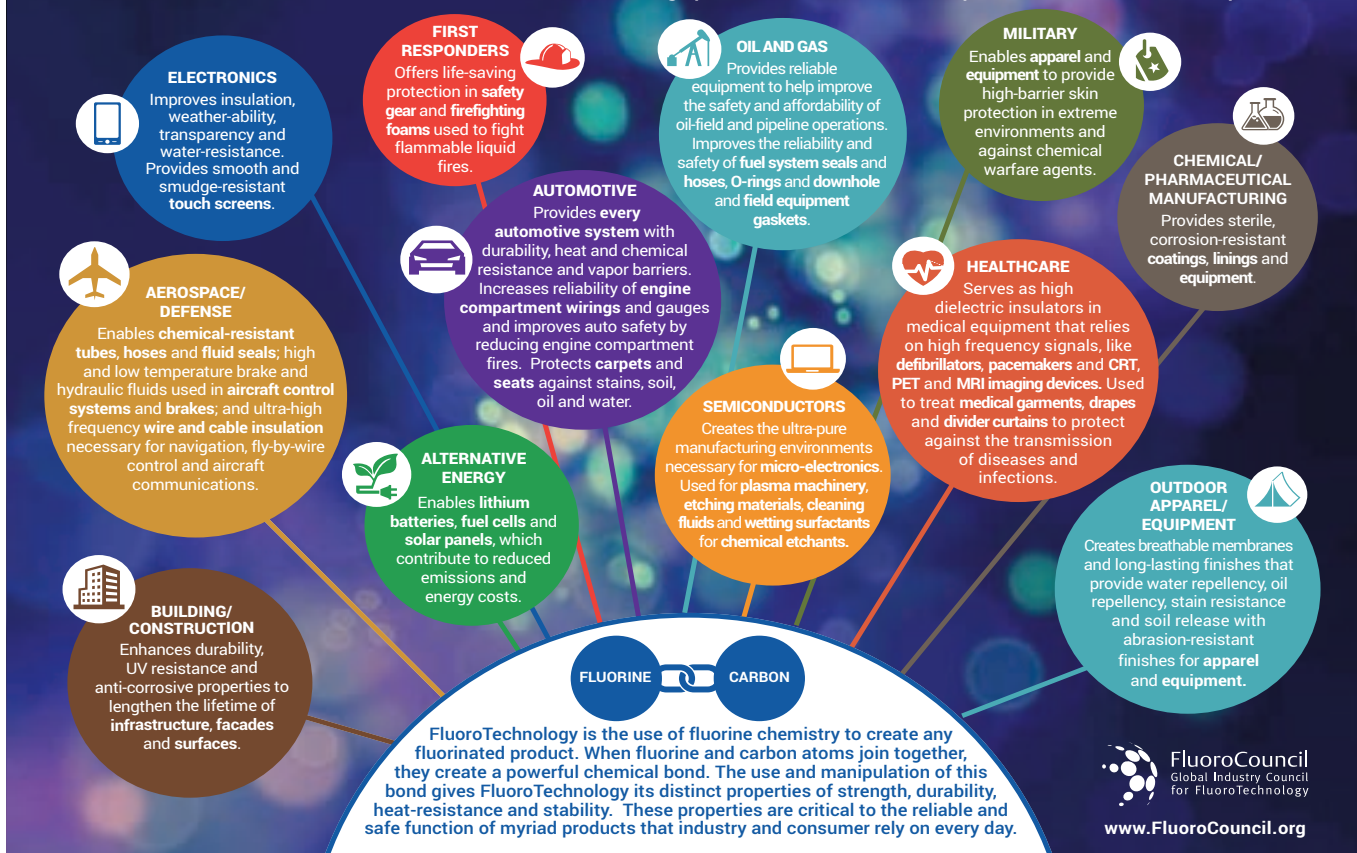 ELECTRONICS
Improves insulation,
weather-ability,
transparency and
water-resistance.
Provides smooth and
smudge-resistant
touch screens.
FIRST
RESPONDERS
Offers life-saving
protection in safety
gear and firefighting
foams used to fight
flammable liquid
fires.
OIL AND GAS
Provides reliable
equipment to help improve
the safety and affordability of
oil-field and pipeline operations.
Improves the reliability and
safety of fuel system seals and
hoses, O-rings and downhole
and field equipment
gaskets.
MILITARY
Enables apparel and
equipment to provide
high-barrier skin
protection in extreme
environments and
against chemical
warfare agents.
CHEMICAL/
PHARMACEUTICAL
MANUFACTURING
Provides sterile,
corrosion-resistant
coatings, linings and
equipment.
AUTOMOTIVE
Provides every
automotive system with
durability, heat and chemical
resistance and vapor barriers.
Increases reliability of engine
compartment wirings and gauges
and improves auto safety by
reducing engine compartment
fires. Protects carpets and
seats against stains, soil,
oil and water.
AEROSPACE/
DEFENSE
Enables chemical-resistant
tubes, hoses and fluid seals; high
and low temperature brake and
hydraulic fluids used in aircraft control
systems and brakes; and ultra-high
frequency wire and cable insulation
necessary for navigation, fly-by-wire
control and aircraft
communications.
HEALTHCARE
Serves as high
dielectric insulators in
medical equipment that relies
on high frequency signals, like
defibrillators, pacemakers and CRT,
PET and MRI imaging devices. Used
to treat medical garments, drapes
and divider curtains to protect
against the transmission
of diseases and
infections.
SEMICONDUCTORS
Creates the ultra-pure
manufacturing environments
necessary for micro-electronics.
Used for plasma machinery,
etching materials, cleaning
fluids and wetting surfactants
for chemical etchants.
ALTERNATIVE
ENERGY
Enables lithium
batteries, fuel cells and
solar panels, which
contribute to reduced
emissions and
energy costs.
OUTDOOR
APPAREL/
EQUIPMENT
Creates breathable membranes
and long-lasting finishes that
provide water repellency, oil
repellency, stain resistance
and soil release with
abrasion-resistant
finishes for apparel
and equipment.
BUILDING/
CONSTRUCTION
Enhances durability,
UV resistance and
anti-corrosive properties to
lengthen the lifetime of
infrastructure, facades
and surfaces.
FLUORINE CARBON
FluoroTechnology is the use of fluorine chemistry to create any
fluorinated product. When fluorine and carbon atoms join together,
they create a powerful chemical bond. The use and manipulation of this
bond gives FluoroTechnology its distinct properties of strength, durability,
heat-resistance and stability. These properties are critical to the reliable and
safe function of myriad products that industry and consumer rely on every day.
FluoroCouncil
Global Industry Council
for FluoroTechnology
www.FluoroCouncil.org